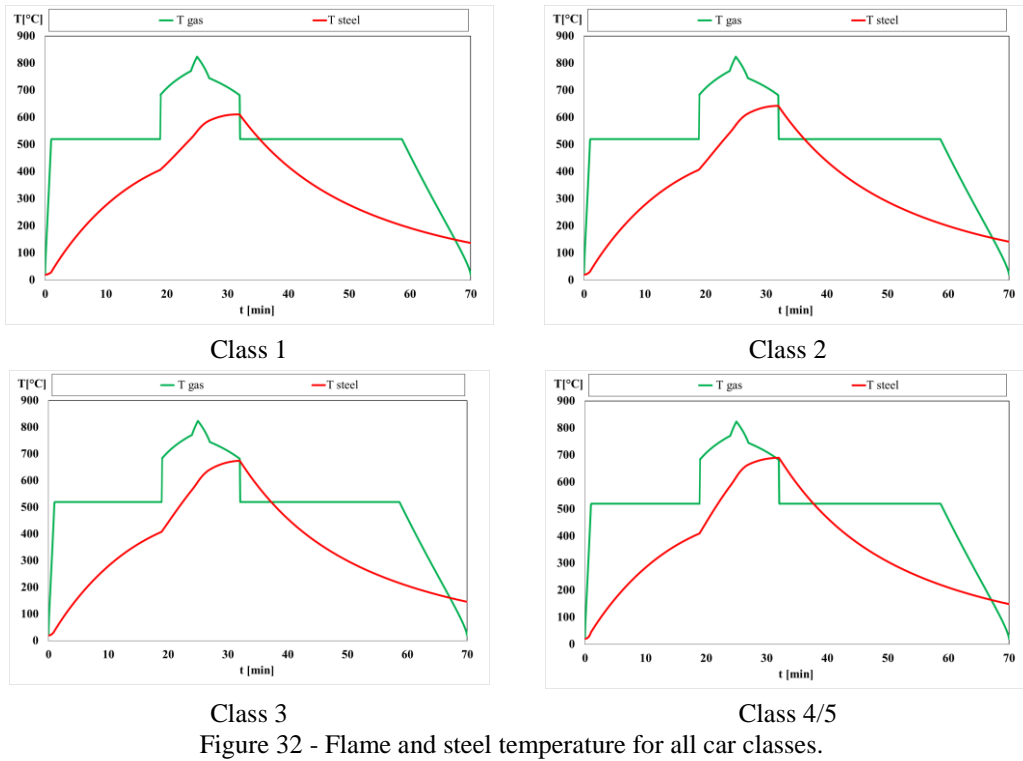 T[°C] T gas T steel
900
800
700
600
500
400
300
200
100
0
0 10 20 30 40 50 60 70
t [min]
Class 1
T[°C] T gas T steel
900
800
700
600
500
400
300
200
100
0
0 10 20 30 40 50 60 70
t [min]
Class 2
T[°C] T gas T steel
900
800
700
600
500
400
300
200
100
0
0 10 20 30 40 50 60 70
t [min]
Class 3
T[°C] T gas T steel
900
800
700
600
500
400
300
200
100
0
0 10 20 30 40 50 60 70
t [min]
Class 4/5
Figure 32 - Flame and steel temperature for all car classes.